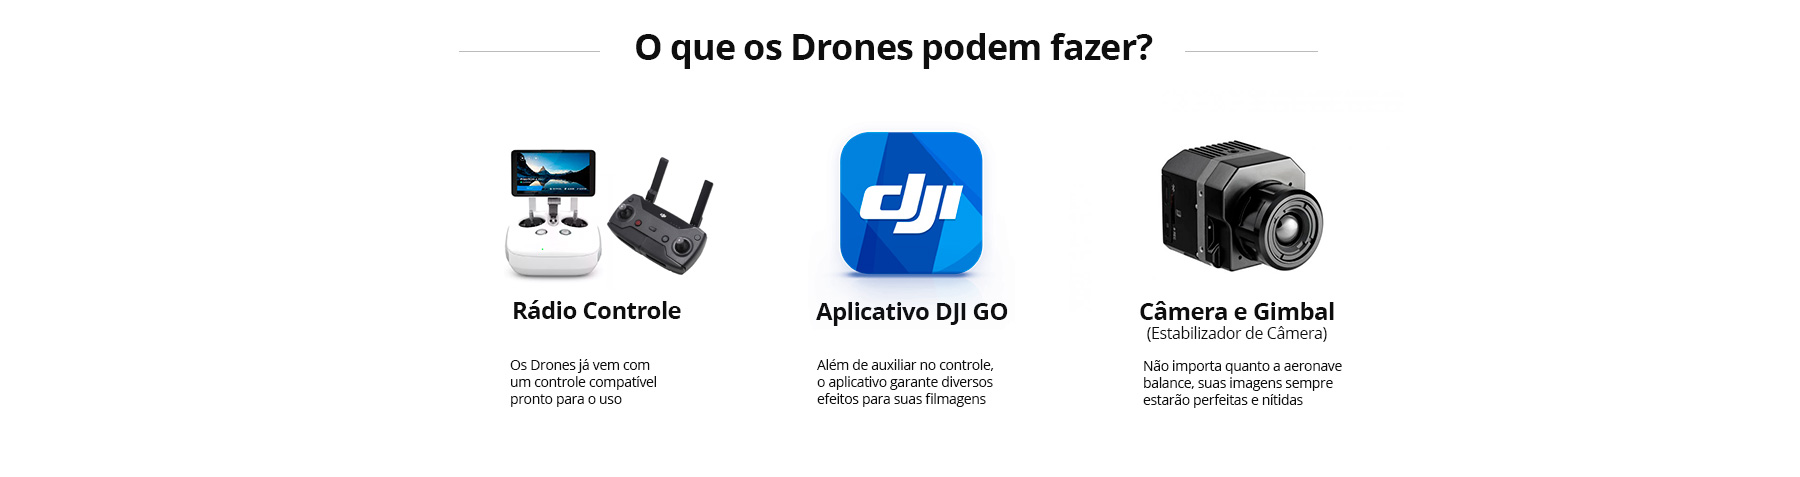 O que os Drones podem fazer?
dji
Rádio Controle
Os Drones já vem com
um controle compatível
pronto para o uso
Aplicativo DJI GO
Além de auxiliar no controle,
o aplicativo garante diversos
efeitos para suas filmagens
Câmera e Gimbal
(Estabilizador de Câmera)
Não importa quanto a aeronave
balance, suas imagens sempre
estarão perfeitas e nítidas